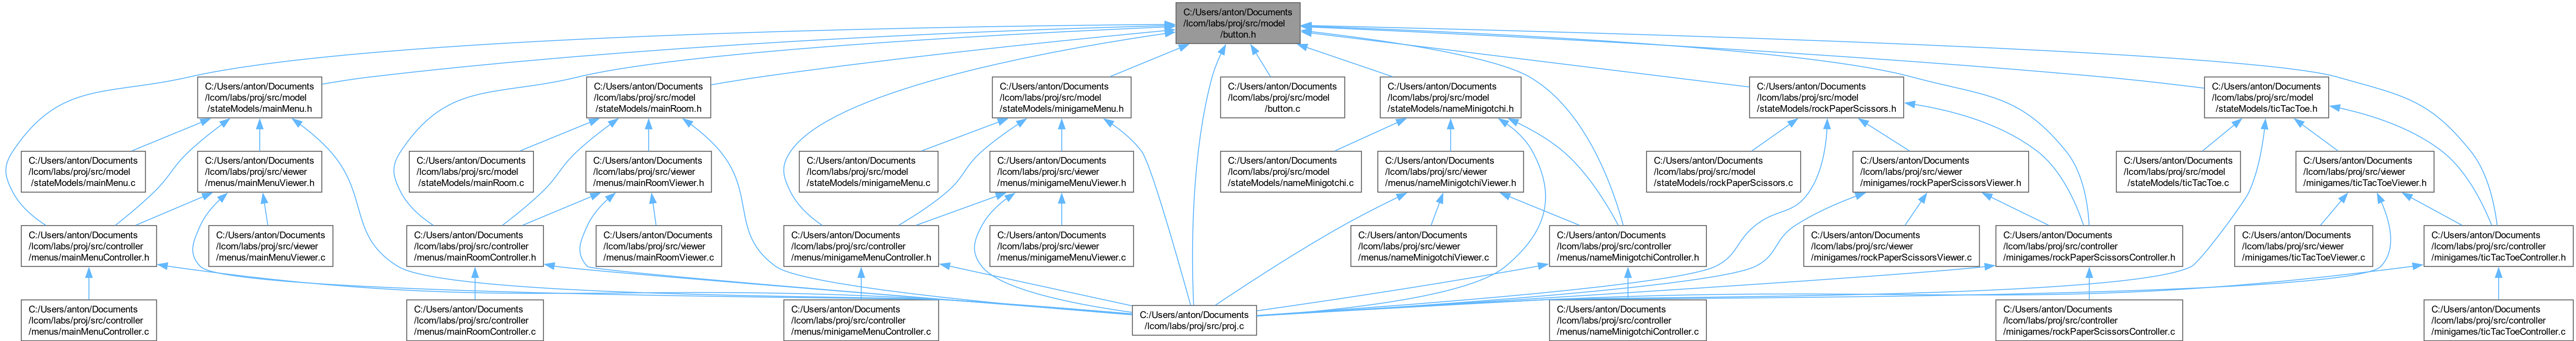 C:/Users/anton/Documents
/lcom/labs/proj/src/model
/button.h
C:/Users/anton/Documents
/lcom/labs/proj/src/model
/stateModels/mainMenu.h
C:/Users/anton/Documents
/lcom/labs/proj/src/model
/stateModels/mainRoom.h
C:/Users/anton/Documents
/lcom/labs/proj/src/model
/stateModels/minigameMenu.h
C:/Users/anton/Documents
/lcom/labs/proj/src/model
/button.c
C:/Users/anton/Documents
/lcom/labs/proj/src/model
/stateModels/nameMinigotchi.h
C:/Users/anton/Documents
/lcom/labs/proj/src/model
/stateModels/rockPaperScissors.h
C:/Users/anton/Documents
/lcom/labs/proj/src/model
/stateModels/ticTacToe.h
C:/Users/anton/Documents
/lcom/labs/proj/src/model
/stateModels/mainMenu.c
C:/Users/anton/Documents
/lcom/labs/proj/src/viewer
/menus/mainMenuViewer.h
C:/Users/anton/Documents
/lcom/labs/proj/src/model
/stateModels/mainRoom.c
C:/Users/anton/Documents
/lcom/labs/proj/src/viewer
/menus/mainRoomViewer.h
C:/Users/anton/Documents
/lcom/labs/proj/src/model
/stateModels/minigameMenu.c
C:/Users/anton/Documents
/lcom/labs/proj/src/viewer
/menus/minigameMenuViewer.h
C:/Users/anton/Documents
/lcom/labs/proj/src/model
/stateModels/nameMinigotchi.c
C:/Users/anton/Documents
/lcom/labs/proj/src/viewer
/menus/nameMinigotchiViewer.h
C:/Users/anton/Documents
/lcom/labs/proj/src/model
/stateModels/rockPaperScissors.c
C:/Users/anton/Documents
/lcom/labs/proj/src/viewer
/minigames/rockPaperScissorsViewer.h
C:/Users/anton/Documents
/lcom/labs/proj/src/model
/stateModels/ticTacToe.c
C:/Users/anton/Documents
/lcom/labs/proj/src/viewer
/minigames/ticTacToeViewer.h
C:/Users/anton/Documents
/lcom/labs/proj/src/controller
/menus/mainMenuController.h
C:/Users/anton/Documents
/lcom/labs/proj/src/viewer
/menus/mainMenuViewer.c
C:/Users/anton/Documents
/lcom/labs/proj/src/controller
/menus/mainRoomController.h
C:/Users/anton/Documents
/lcom/labs/proj/src/viewer
/menus/mainRoomViewer.c
C:/Users/anton/Documents
/lcom/labs/proj/src/controller
/menus/minigameMenuController.h
C:/Users/anton/Documents
/lcom/labs/proj/src/viewer
/menus/minigameMenuViewer.c
C:/Users/anton/Documents
/lcom/labs/proj/src/viewer
/menus/nameMinigotchiViewer.c
C:/Users/anton/Documents
/lcom/labs/proj/src/controller
/menus/nameMinigotchiController.h
C:/Users/anton/Documents
/lcom/labs/proj/src/viewer
/minigames/rockPaperScissorsViewer.c
C:/Users/anton/Documents
/lcom/labs/proj/src/controller
/minigames/rockPaperScissorsController.h
C:/Users/anton/Documents
/lcom/labs/proj/src/viewer
/minigames/ticTacToeViewer.c
C:/Users/anton/Documents
/lcom/labs/proj/src/controller
/minigames/ticTacToeController.h
C:/Users/anton/Documents
/lcom/labs/proj/src/controller
/menus/mainMenuController.c
C:/Users/anton/Documents
/lcom/labs/proj/src/controller
/menus/mainRoomController.c
C:/Users/anton/Documents
/lcom/labs/proj/src/controller
/menus/minigameMenuController.c
C:/Users/anton/Documents
/lcom/labs/proj/src/proj.c
C:/Users/anton/Documents
/lcom/labs/proj/src/controller
/menus/nameMinigotchiController.c
C:/Users/anton/Documents
/lcom/labs/proj/src/controller
/minigames/rockPaperScissorsController.c
C:/Users/anton/Documents
/lcom/labs/proj/src/controller
/minigames/ticTacToeController.c